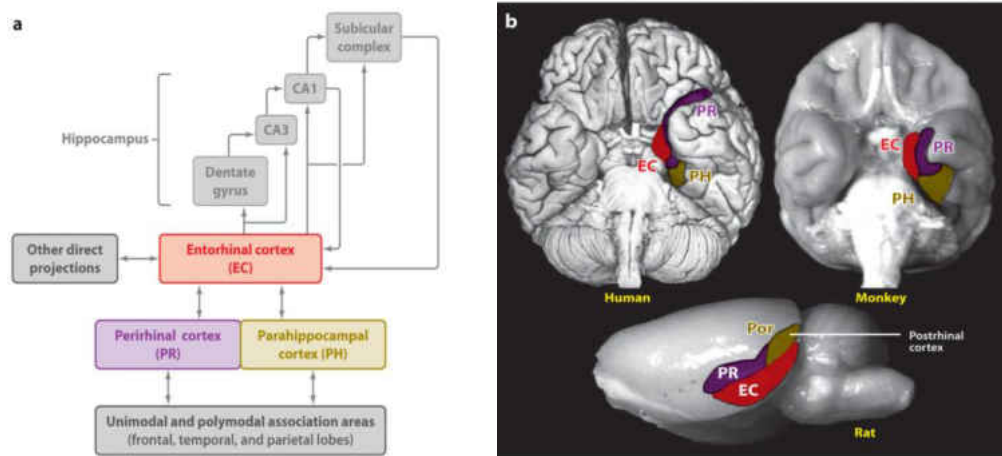 a
Subicular
complex
CA1
Hippocampus
CA3
Dentate
gyrus
Other direct
projections
Entorhinal cortex
(EC)
Perirhinal cortex
(PR)
Parahippocampal
cortex (PH)
Unimodal and polymodal association areas
(frontal, temporal, and parietal lobes)
b
PR
EC
PH
Human
EC
PR
PH
Monkey
Por
Postrhinal
cortex
PR
EC
Rat